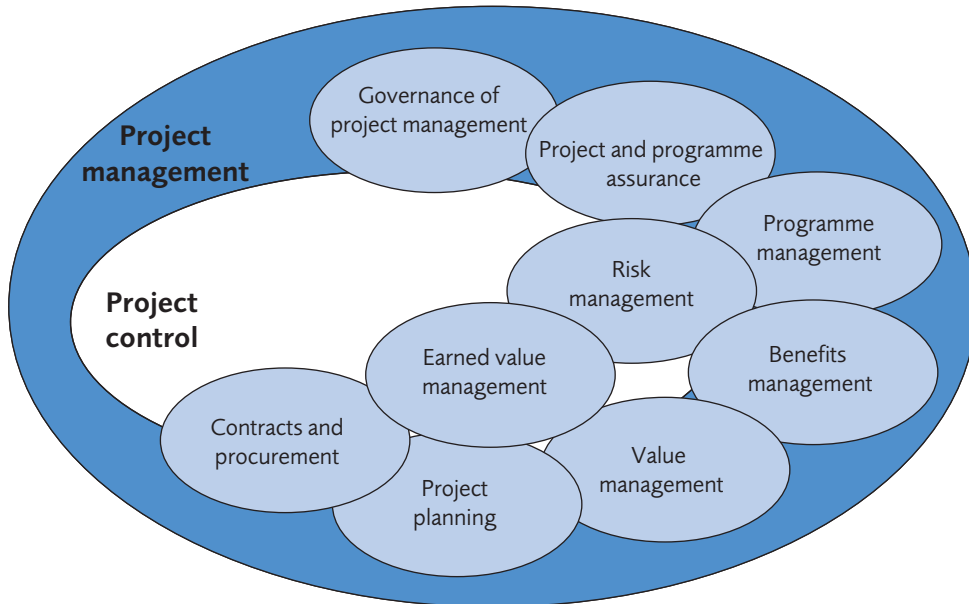 Governance of
project management
Project
management
Project and programme
assurance
Programme
management
Risk
management
Project
control
Earned value
management
Benefits
management
Contracts and
procurement
Value
management
Project
planning